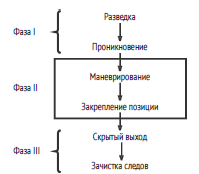 Разведка
Фаза I
Проникновение
Маневрирование
Фаза II
Закрепление позиции
Скрытый выход
Фаза III
Зачистка следов